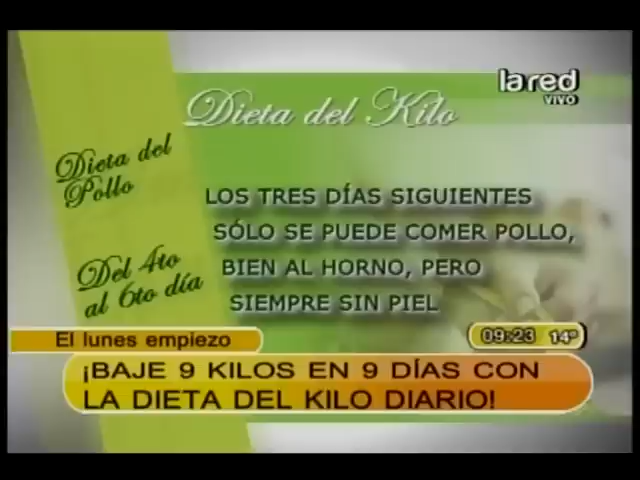 la red
VIVO
Dieta del Kilo
Dieta del
Pollo
Del 4to
al 6to día
LOS TRES DÍAS SIGUIENTES
SÓLO SE PUEDE COMER POLLO,
BIEN AL HORNO, PERO
SIEMPRE SIN PIEL
El lunes empiezo
09:23 14°
¡BAJE 9 KILOS EN 9 DÍAS CON
LA DIETA DEL KILO DIARIO!